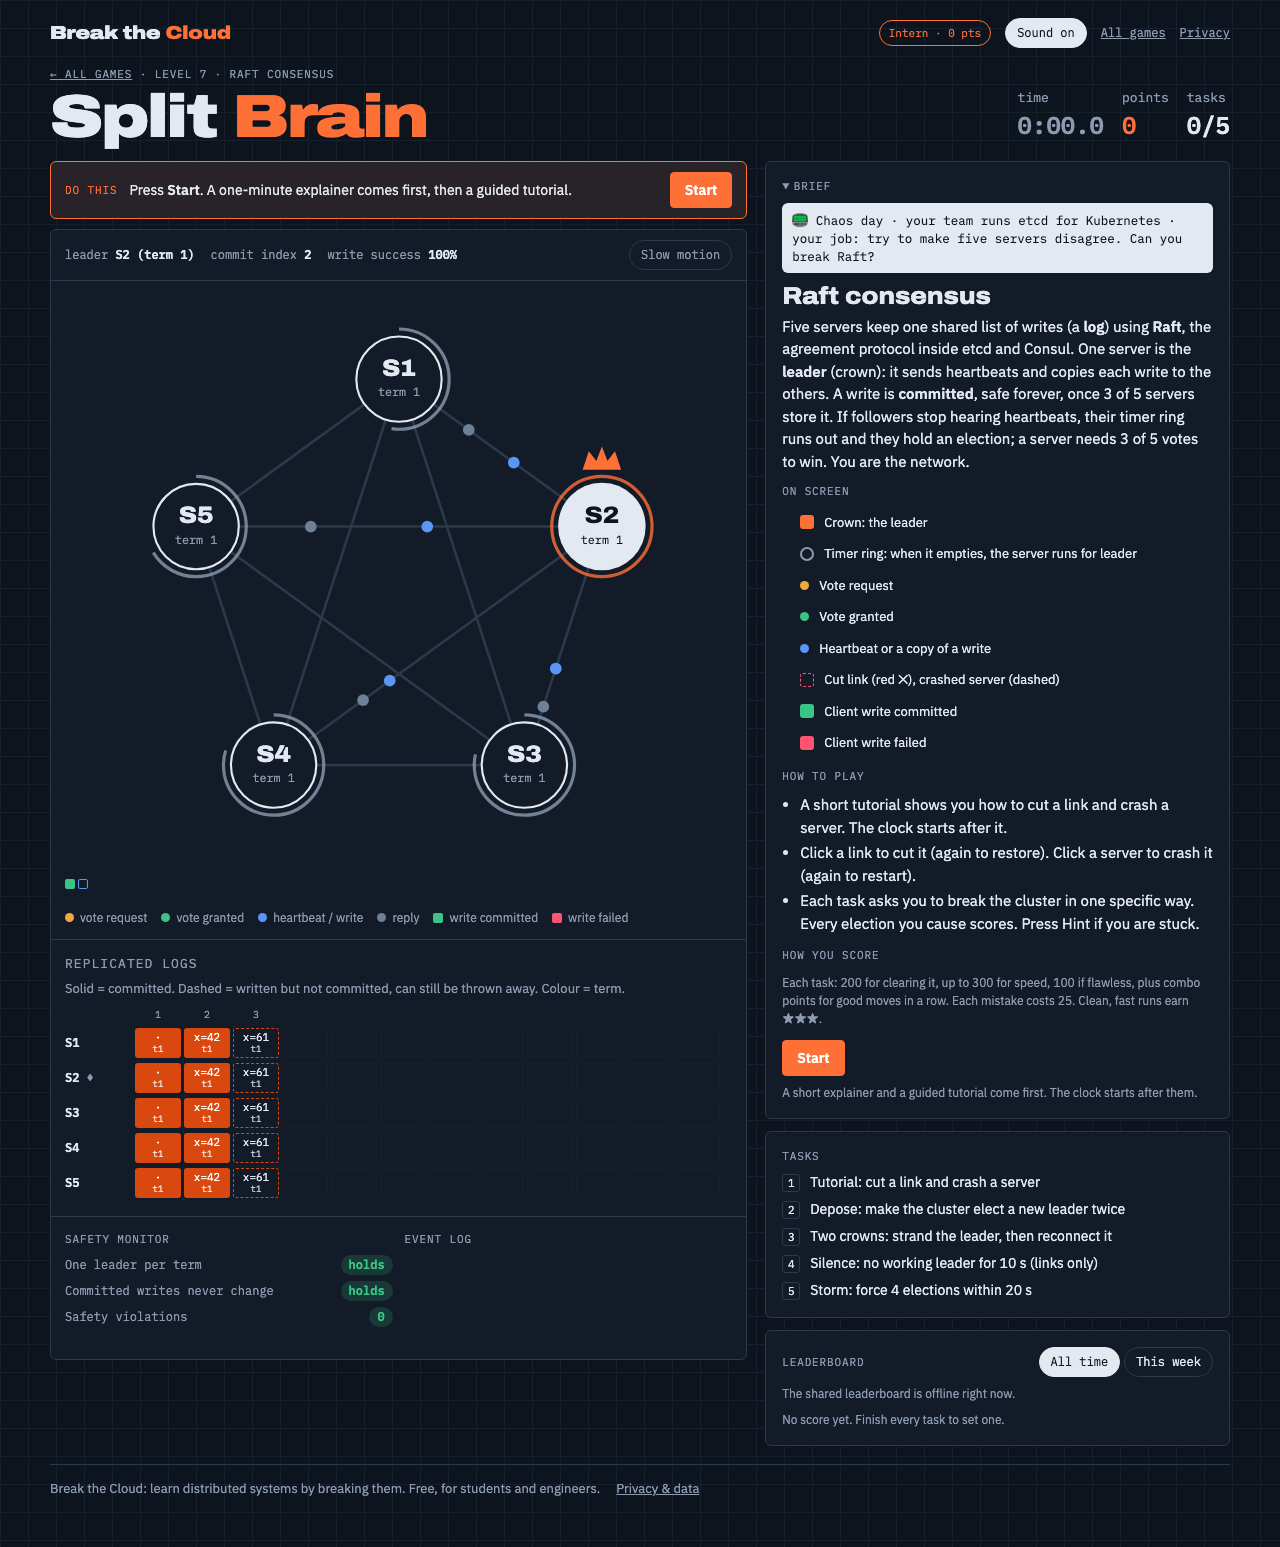 Break the Cloud
Intern · 0 pts
Sound on
All games
Privacy
← ALL GAMES · LEVEL 7 · RAFT CONSENSUS
Split Brain
time
0:00.0
points
0
tasks
0/5
DO THIS
Press Start. A one-minute explainer comes first, then a guided tutorial.
Start
leader S2 (term 1) commit index 2 write success 100%
Slow motion
S1
term 1
S5
term 1
S2
term 1
S4
term 1
S3
term 1
vote request
vote granted
heartbeat / write
reply
write committed
write failed
REPLICATED LOGS
Solid = committed. Dashed = written but not committed, can still be thrown away. Colour = term.
1 2 3
S1 · x=42 x=61
t1 t1 t1
S2 ♦ · x=42 x=61
t1 t1 t1
S3 · x=42 x=61
t1 t1 t1
S4 · x=42 x=61
t1 t1 t1
S5 · x=42 x=61
t1 t1 t1
SAFETY MONITOR
One leader per term holds
Committed writes never change holds
Safety violations 0
EVENT LOG
▼ BRIEF
Chaos day · your team runs etcd for Kubernetes ·
your job: try to make five servers disagree. Can you
break Raft?
Raft consensus
Five servers keep one shared list of writes (a log) using Raft, the
agreement protocol inside etcd and Consul. One server is the
leader (crown): it sends heartbeats and copies each write to the
others. A write is committed, safe forever, once 3 of 5 servers
store it. If followers stop hearing heartbeats, their timer ring
runs out and they hold an election; a server needs 3 of 5 votes
to win. You are the network.
ON SCREEN
Crown: the leader
Timer ring: when it empties, the server runs for leader
Vote request
Vote granted
Heartbeat or a copy of a write
Cut link (red ✕), crashed server (dashed)
Client write committed
Client write failed
HOW TO PLAY
• A short tutorial shows you how to cut a link and crash a
server. The clock starts after it.
• Click a link to cut it (again to restore). Click a server to crash it
(again to restart).
• Each task asks you to break the cluster in one specific way.
Every election you cause scores. Press Hint if you are stuck.
HOW YOU SCORE
Each task: 200 for clearing it, up to 300 for speed, 100 if flawless, plus combo
points for good moves in a row. Each mistake costs 25. Clean, fast runs earn
★★★.
Start
A short explainer and a guided tutorial come first. The clock starts after them.
TASKS
1 Tutorial: cut a link and crash a server
2 Depose: make the cluster elect a new leader twice
3 Two crowns: strand the leader, then reconnect it
4 Silence: no working leader for 10 s (links only)
5 Storm: force 4 elections within 20 s
LEADERBOARD
All time
This week
The shared leaderboard is offline right now.
No score yet. Finish every task to set one.
Break the Cloud: learn distributed systems by breaking them. Free, for students and engineers.
Privacy & data